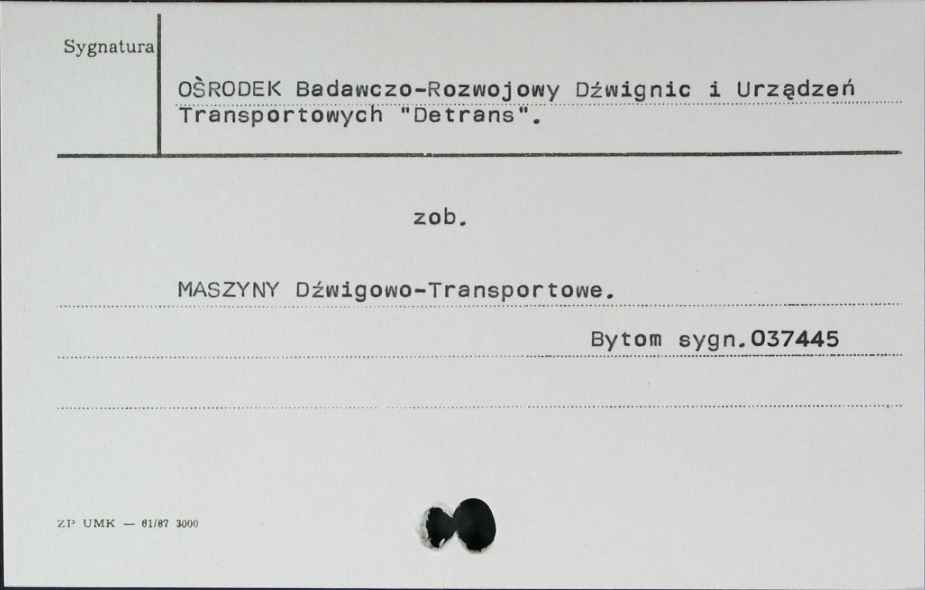 Sygnatura
OŚRODEK Badawczo-Rozwojowy Dźwignic i Urządzeń
Transportowych "Detrans".
zob.
MASZYNY Dźwigowo-Transportowe.
Bytom sygn.037445
ZP UMK — 61/87 3000